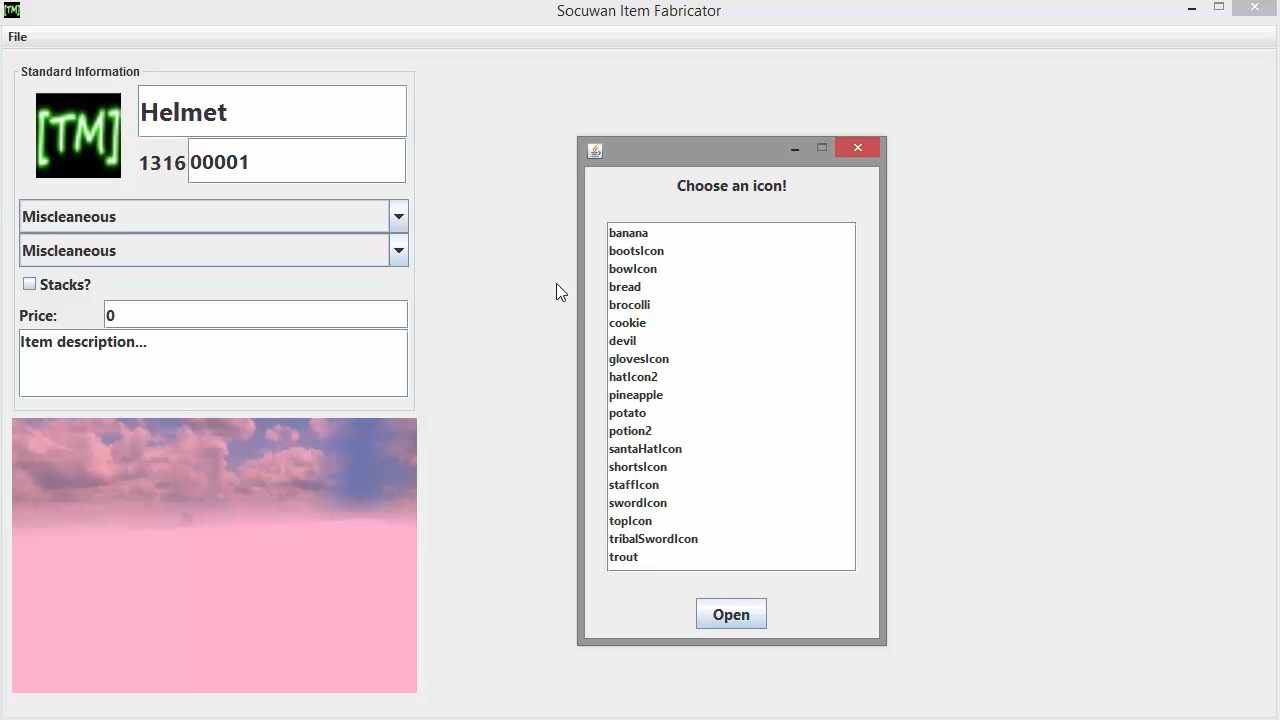 [TM]
Socuwan Item Fabricator
File
Standard Information
[TM]
Helmet
1316 00001
Miscleaneous
Miscleaneous
Stacks?
Price: 0
Item description...
Choose an icon!
banana
bootsIcon
bowIcon
bread
brocolli
cookie
devil
glovesIcon
hatIcon2
pineapple
potato
potion2
santaHatIcon
shortsIcon
staffIcon
swordIcon
topIcon
tribalSwordIcon
trout
Open